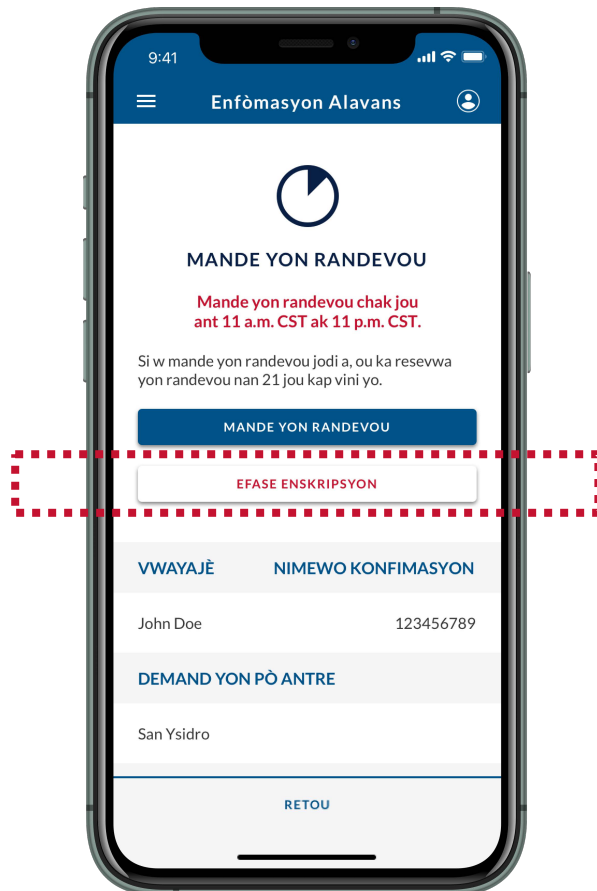 9:41
Enfòmasyon Alavans
MANDE YON RANDEVOU
Mande yon randevou chak jou
ant 11 a.m. CST ak 11 p.m. CST.
Si w mande yon randevou jodi a, ou ka resevwa
yon randevou nan 21 jou kap vini yo.
MANDE YON RANDEVOU
EFASE ENSKRIPSYON
VWAYAJÈ NIMEWO KONFIMASYON
John Doe 123456789
DEMAND YON PÒ ANTRE
San Ysidro
RETOU